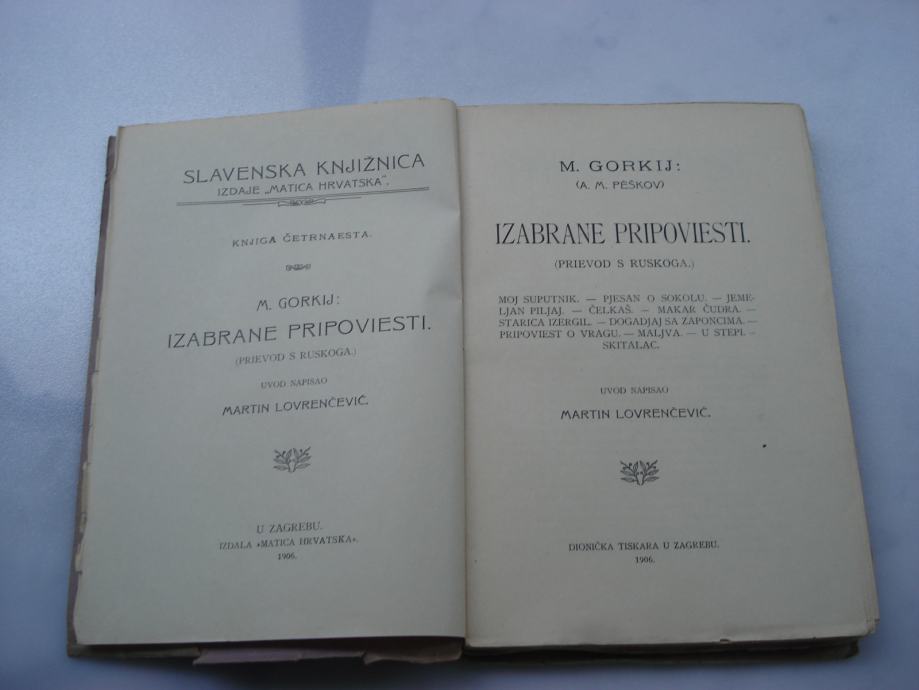 SLAVENSKA KNJIŽNICA
IZDAJE „MATICA HRVATSKA“.
KNJIGA ČETRNAESTA.
M. GORKIJ:
IZABRANE PRIPOVIESTI.
(PRIEVOD S RUSKOGA.)
UVOD NAPISAO
MARTIN LOVRENČEVIĆ.
U ZAGREBU.
IZDALA »MATICA HRVATSKA«.
1906.
M. GORKIJ:
(A. M. PĚŠKOV)
IZABRANE PRIPOVIESTI.
(PRIEVOD S RUSKOGA.)
MOJ SUPUTNIK. — PJESAN O SOKOLU. — JEME-
LJAN PILJAJ. — ČELKAŠ. — MAKAR ČUDRA. —
STARICA IZERGIL. — DOGADJAJ SA ZAPONCIMA. —
PRIPOVIEST O VRAGU. — MALJVA. — U STEPI. —
SKITALAC.
UVOD NAPISAO
MARTIN LOVRENČEVIĆ.
DIONIČKA TISKARA U ZAGREBU.
1906.